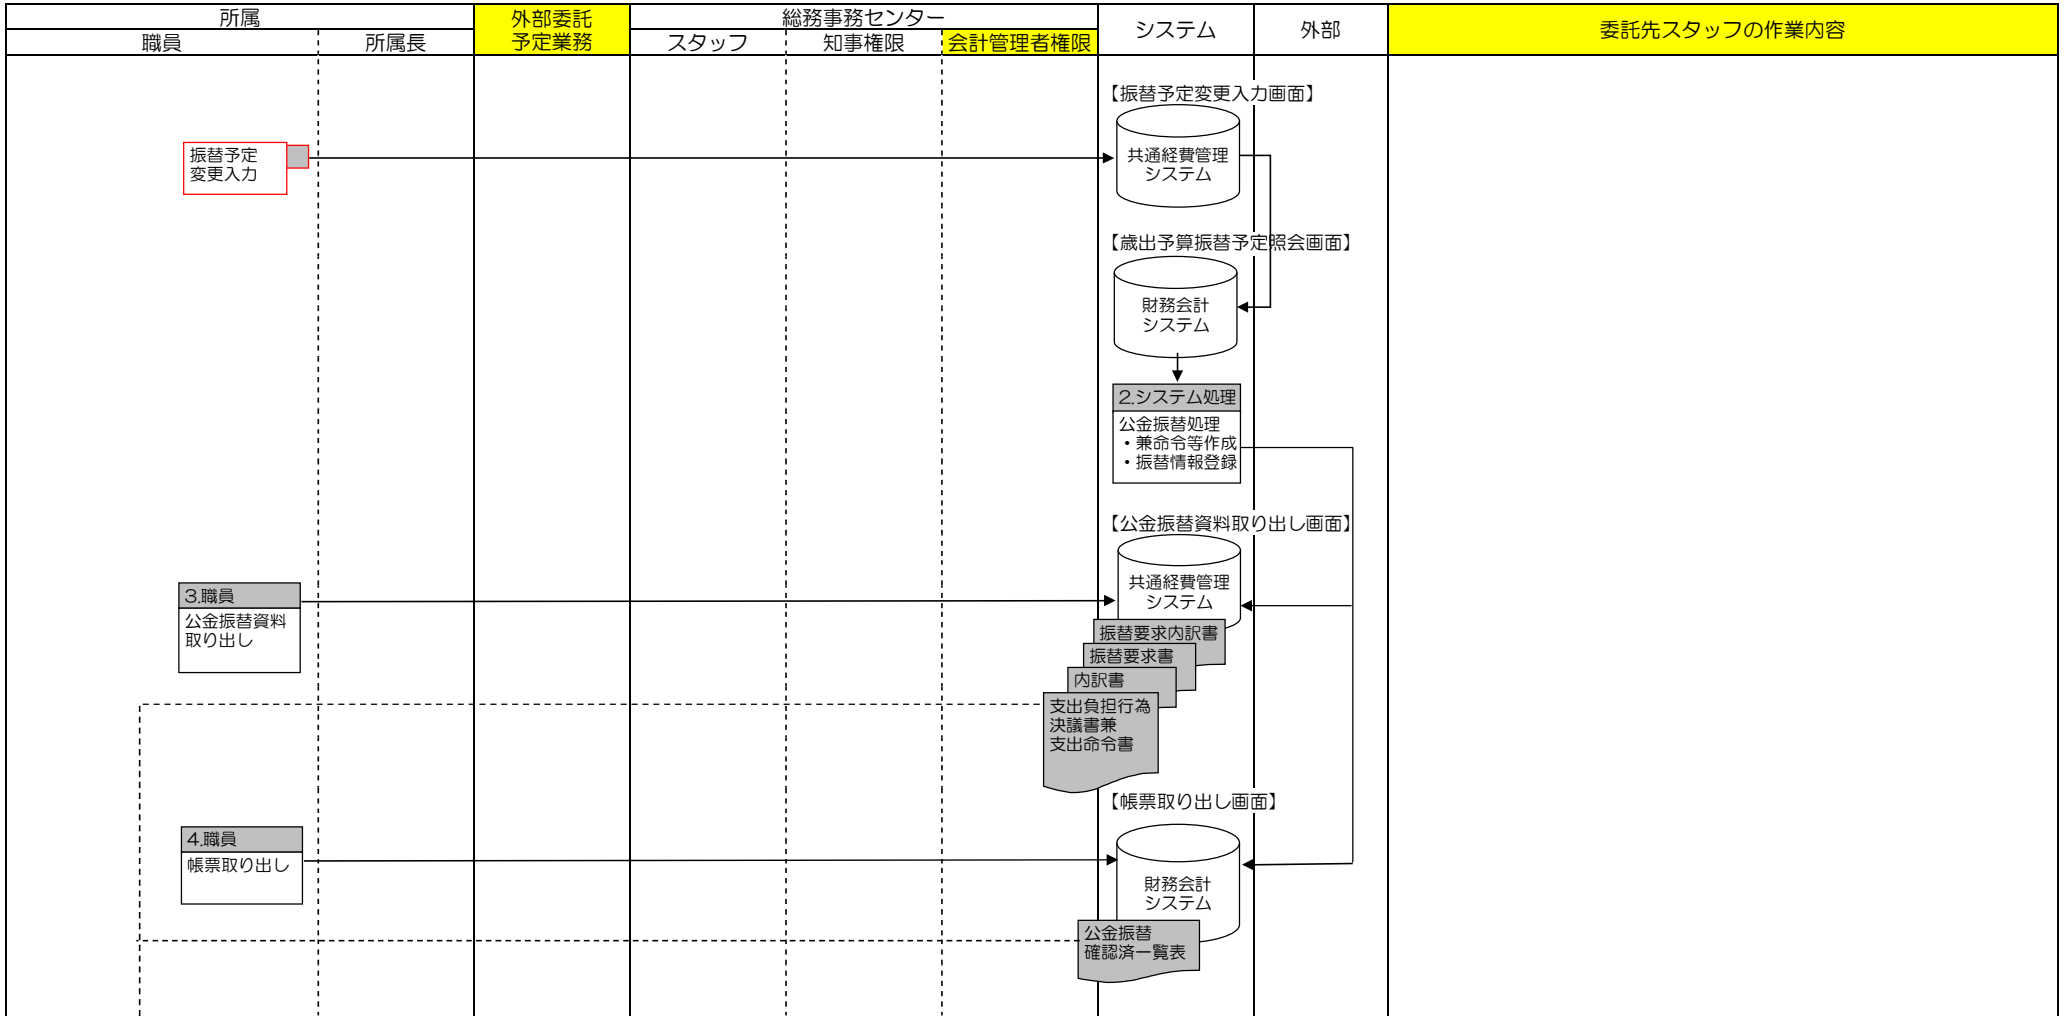 所属
外部委託
予定業務
総務事務センター
システム
外部
委託先スタッフの作業内容
職員
所属長
スタッフ
知事権限
会計管理者権限
【振替予定変更入力画面】
振替予定
変更入力
共通経費管理
システム
【歳出予算振替予定照会画面】
財務会計
システム
2.システム処理
公金振替処理
・兼命令等作成
・振替情報登録
【公金振替資料取り出し画面】
3.職員
公金振替資料
取り出し
共通経費管理
システム
振替要求内訳書
振替要求書
内訳書
支出負担行為
決議書兼
支出命令書
【帳票取り出し画面】
4.職員
帳票取り出し
財務会計
システム
公金振替
確認済一覧表